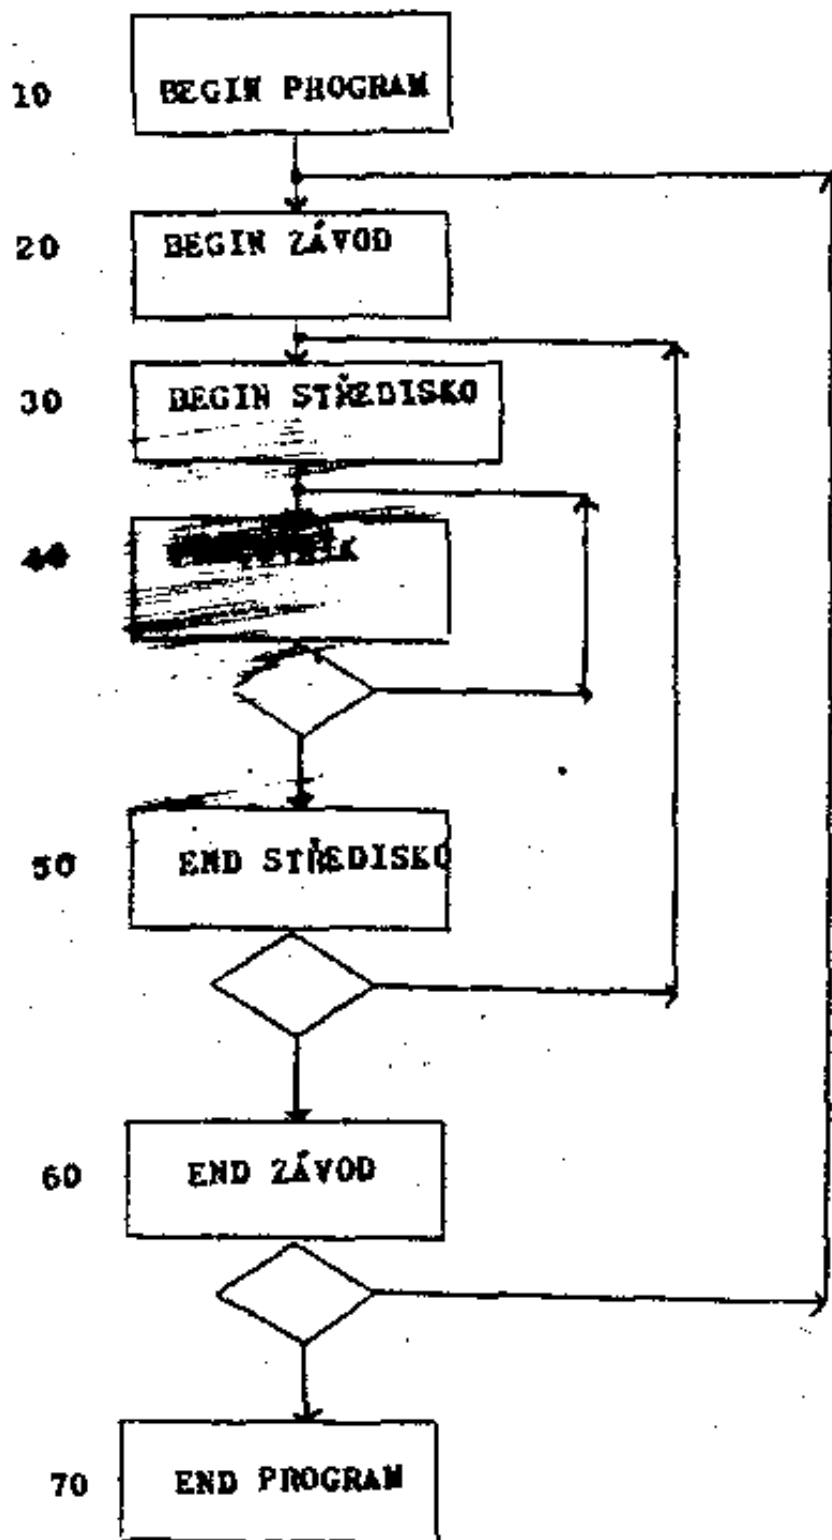 10 BEGIN PROGRAM
20 BEGIN ZÁVOD
30 BEGIN STŘEDISKO
50 END STŘEDISKO
60 END ZÁVOD
70 END PROGRAM